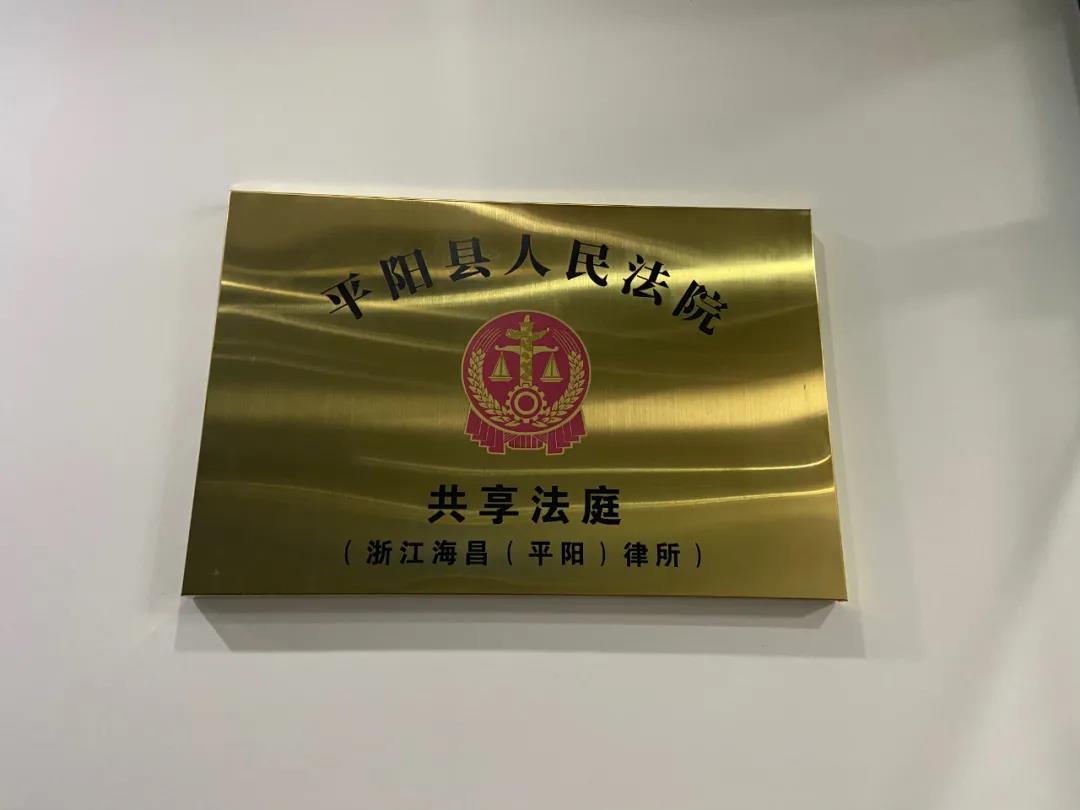 平阳县人民法院
共享法庭
（浙江海昌（平阳）律所）